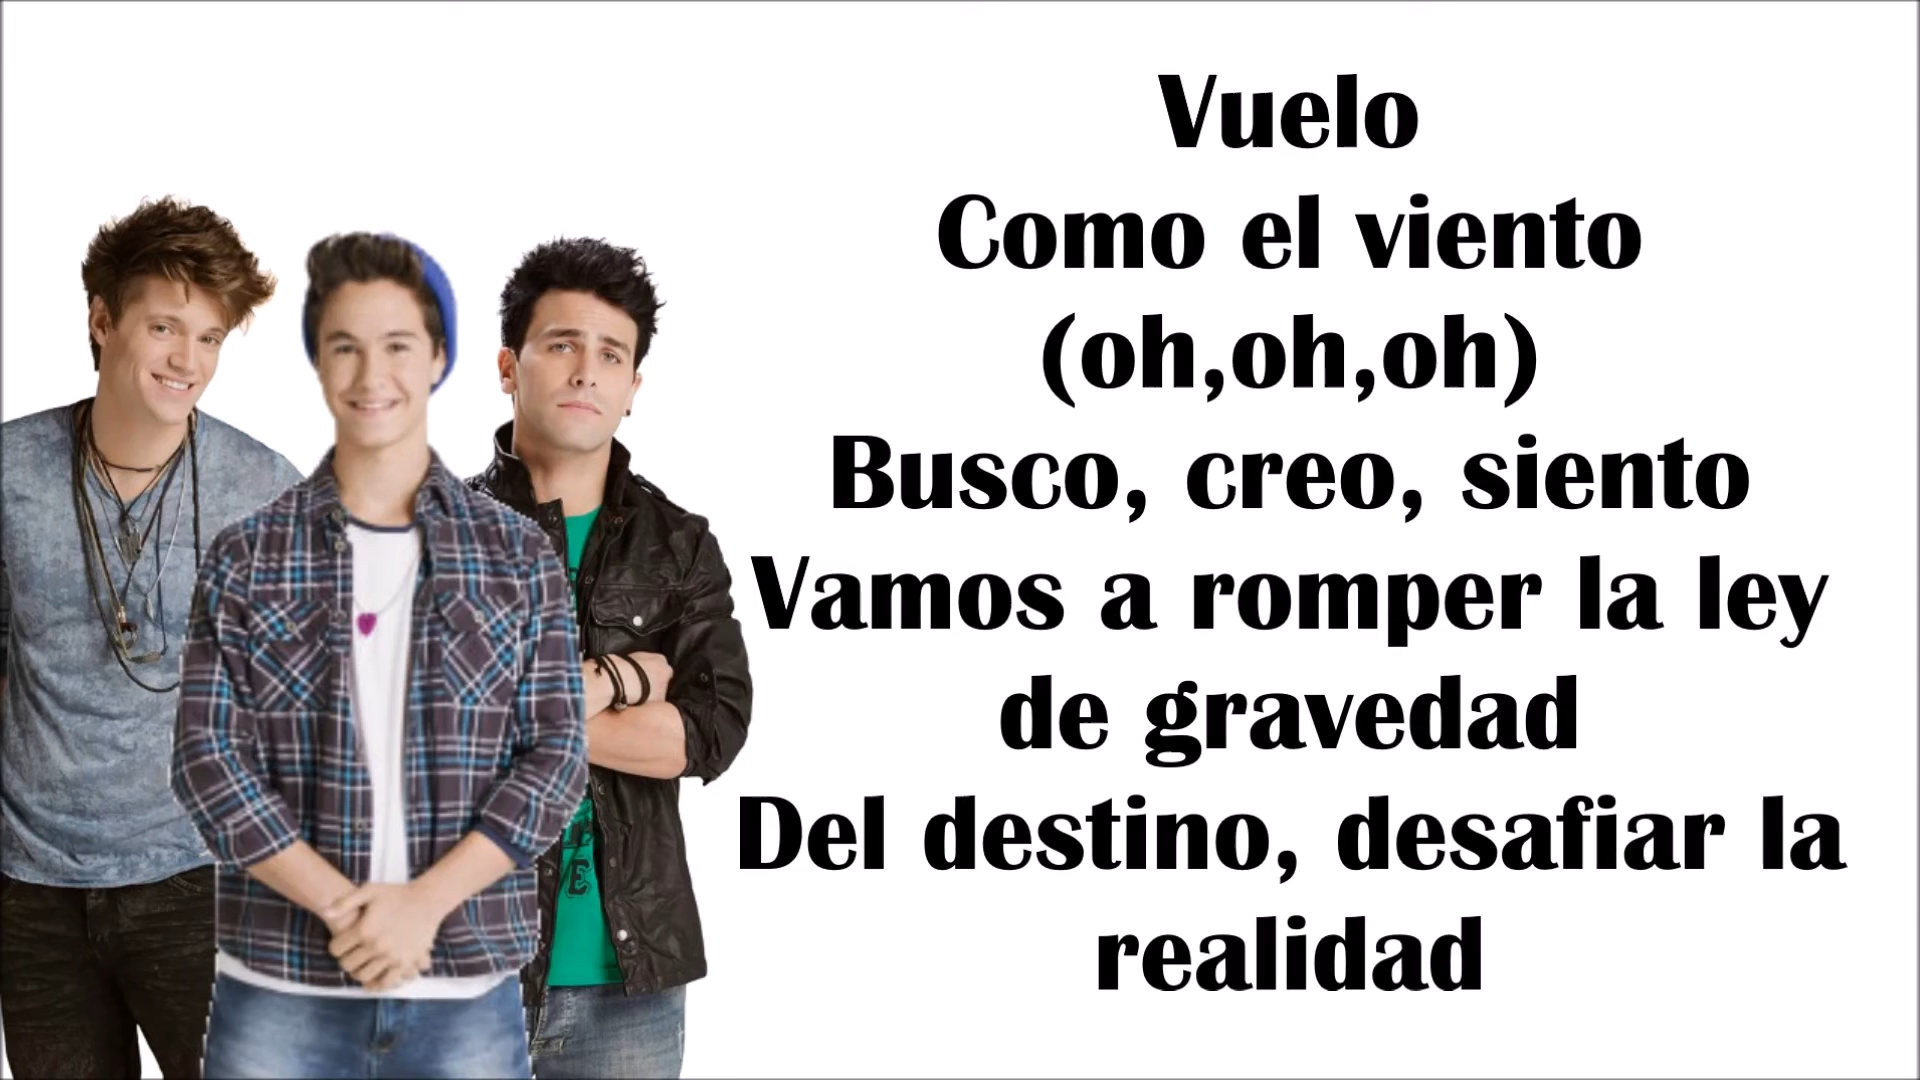 Vuelo
Como el viento
(oh,oh,oh)
Busco, creo, siento
Vamos a romper la ley
de gravedad
Del destino, desafiar la
realidad